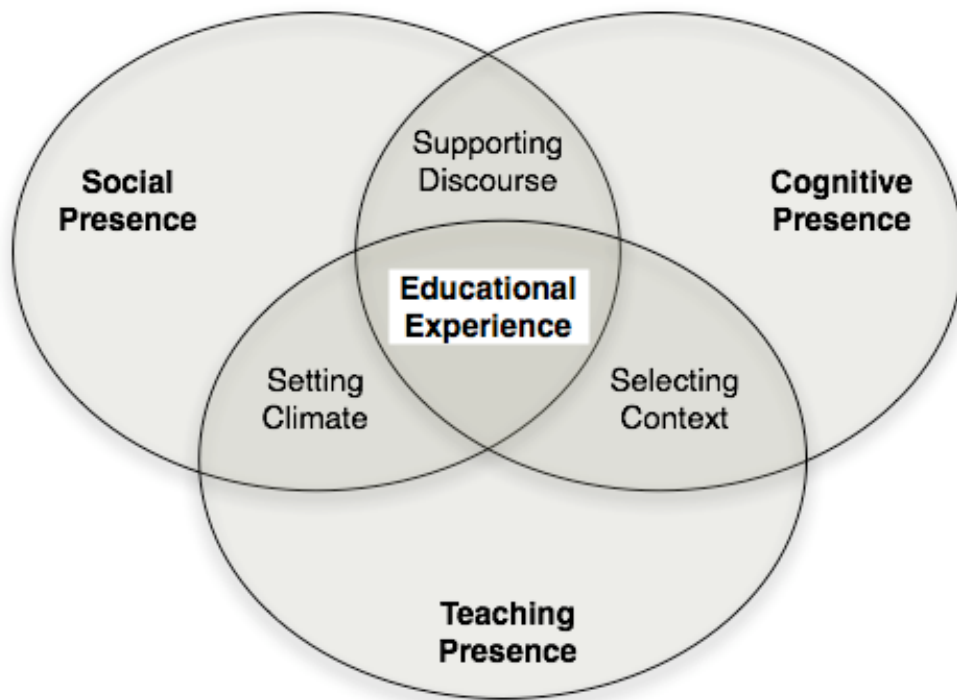 Supporting
Discourse
Social
Presence
Cognitive
Presence
Educational
Experience
Setting
Climate
Selecting
Context
Teaching
Presence